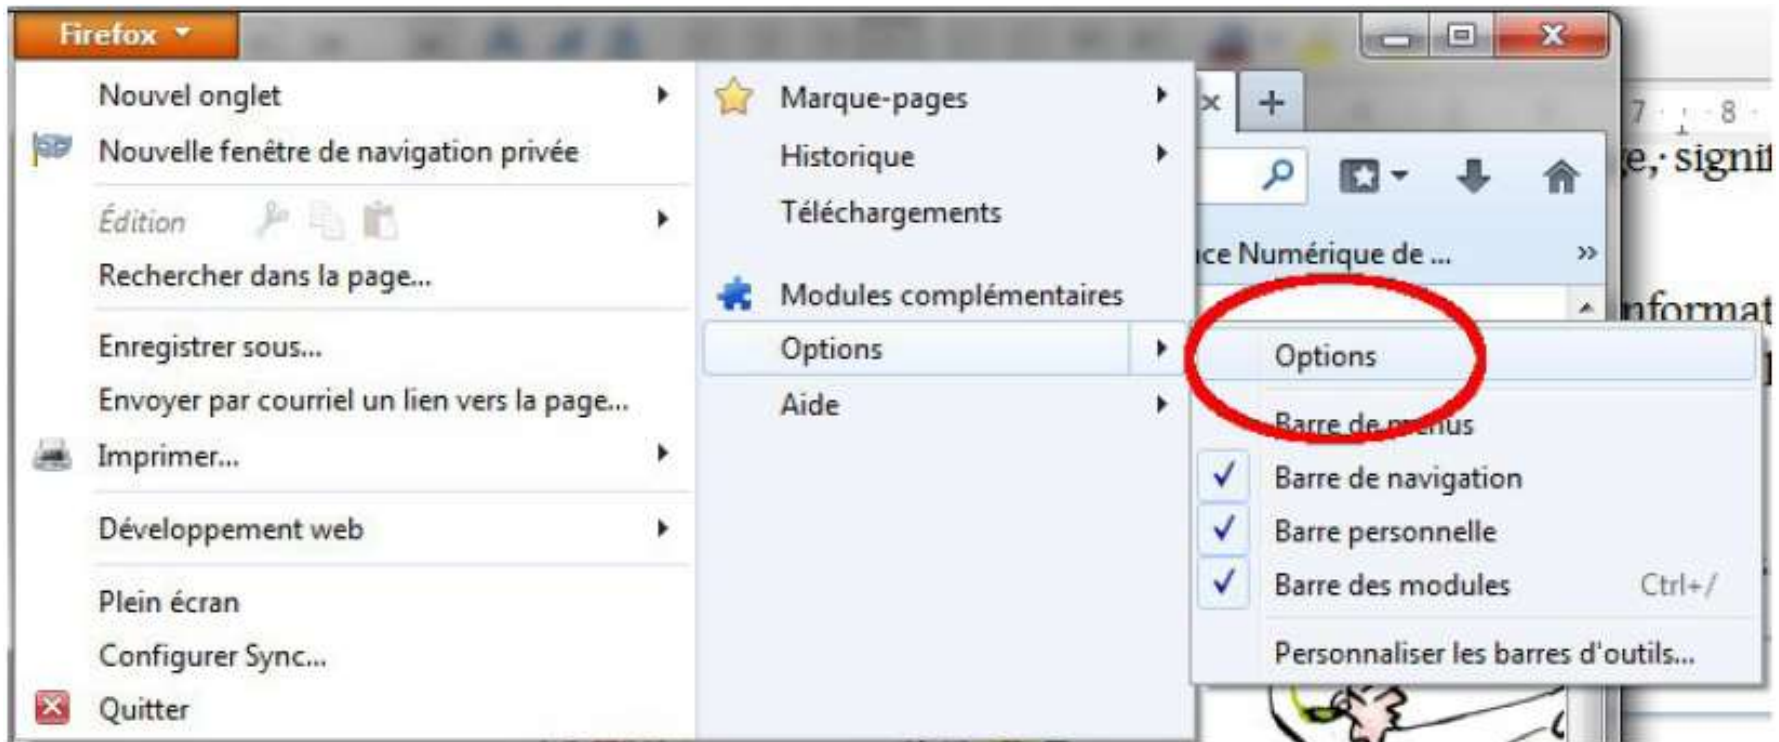 Firefox
Nouvel onglet
Nouvelle fenêtre de navigation privée
Édition
Rechercher dans la page...
Enregistrer sous...
Envoyer par courriel un lien vers la page...
Imprimer...
Développement web
Plein écran
Configurer Sync...
Quitter
Marque-pages
Historique
Téléchargements
Modules complémentaires
Options
Aide
Options
Barre de menus
Barre de navigation
Barre personnelle
Barre des modules Ctrl+/
Personnaliser les barres d'outils...
Numérique de ...
7 8